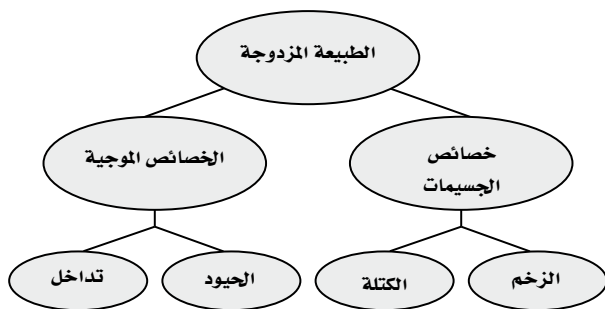 الطبيعة المزدوجة
خصائص
الجسيمات
الخصائص الموجية
الزخم
الكتلة
الحيود
تداخل